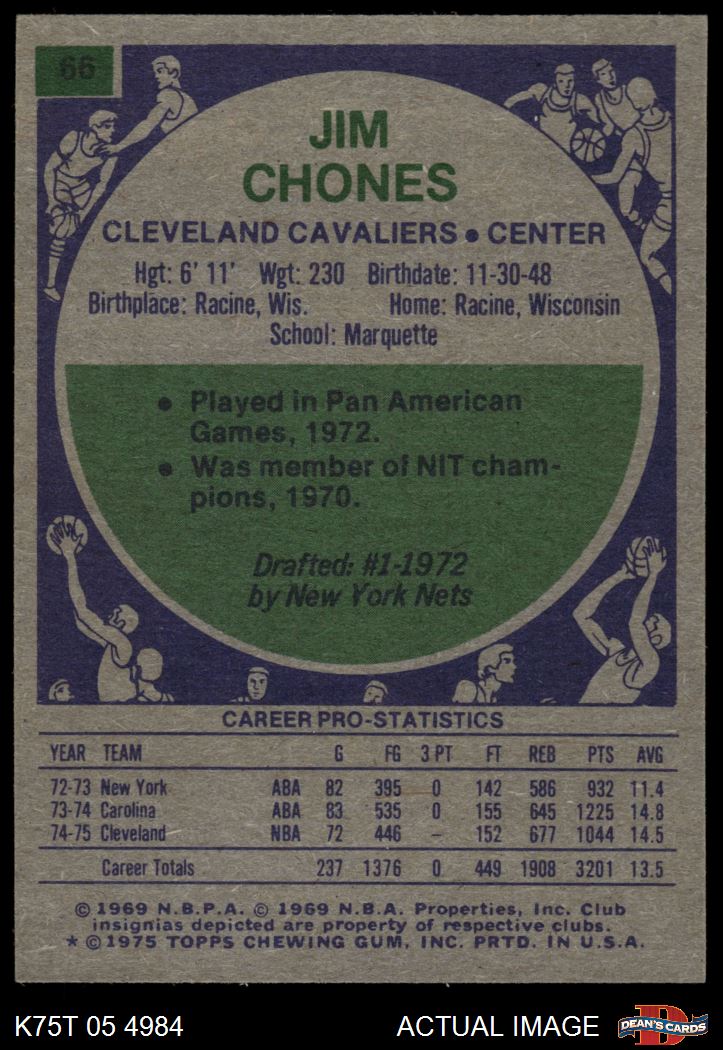 66
JIM
CHONES
CLEVELAND CAVALIERS • CENTER
Hgt: 6' 11' Wgt: 230 Birthdate: 11-30-48
Birthplace: Racine, Wis. Home: Racine, Wisconsin
School: Marquette
• Played in Pan American
Games, 1972.
• Was member of NIT cham-
pions, 1970.
Drafted: #1-1972
by New York Nets
CAREER PRO-STATISTICS
YEAR TEAM G FG 3 PT FT REB PTS AVG
72-73 New York ABA 82 395 0 142 586 932 11.4
73-74 Carolina ABA 83 535 0 155 645 1225 14.8
74-75 Cleveland NBA 72 446 – 152 677 1044 14.5
Career Totals 237 1376 0 449 1908 3201 13.5
© 1969 N.B.P.A. © 1969 N.B.A. Properties, Inc. Club
insignias depicted are property of respective clubs.
* © 1975 TOPPS CHEWING GUM, INC. PRTD. IN U.S.A.
K75T 05 4984 ACTUAL IMAGE
D
DEAN'S CARDS